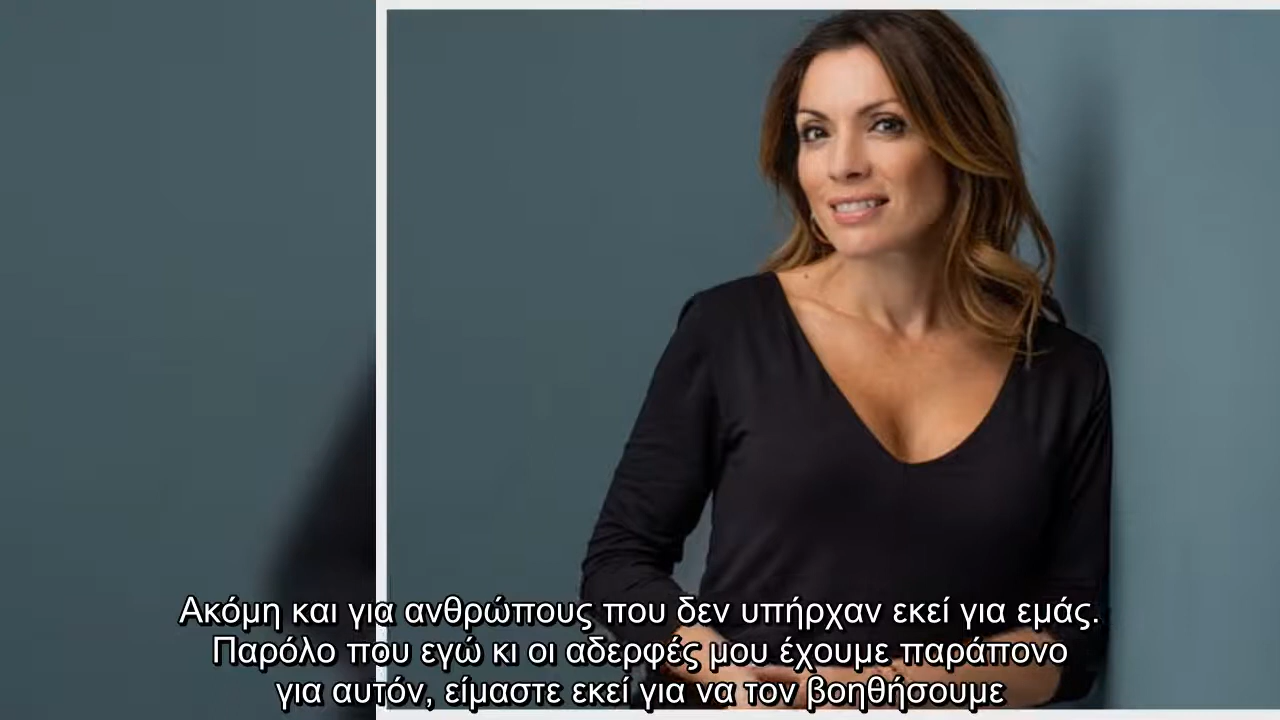 Ακόμη και για ανθρώπους που δεν υπήρχαν εκεί για εμάς.
Παρόλο που εγώ κι οι αδερφές μου έχουμε παράπονο
για αυτόν, είμαστε εκεί για να τον βοηθήσουμε